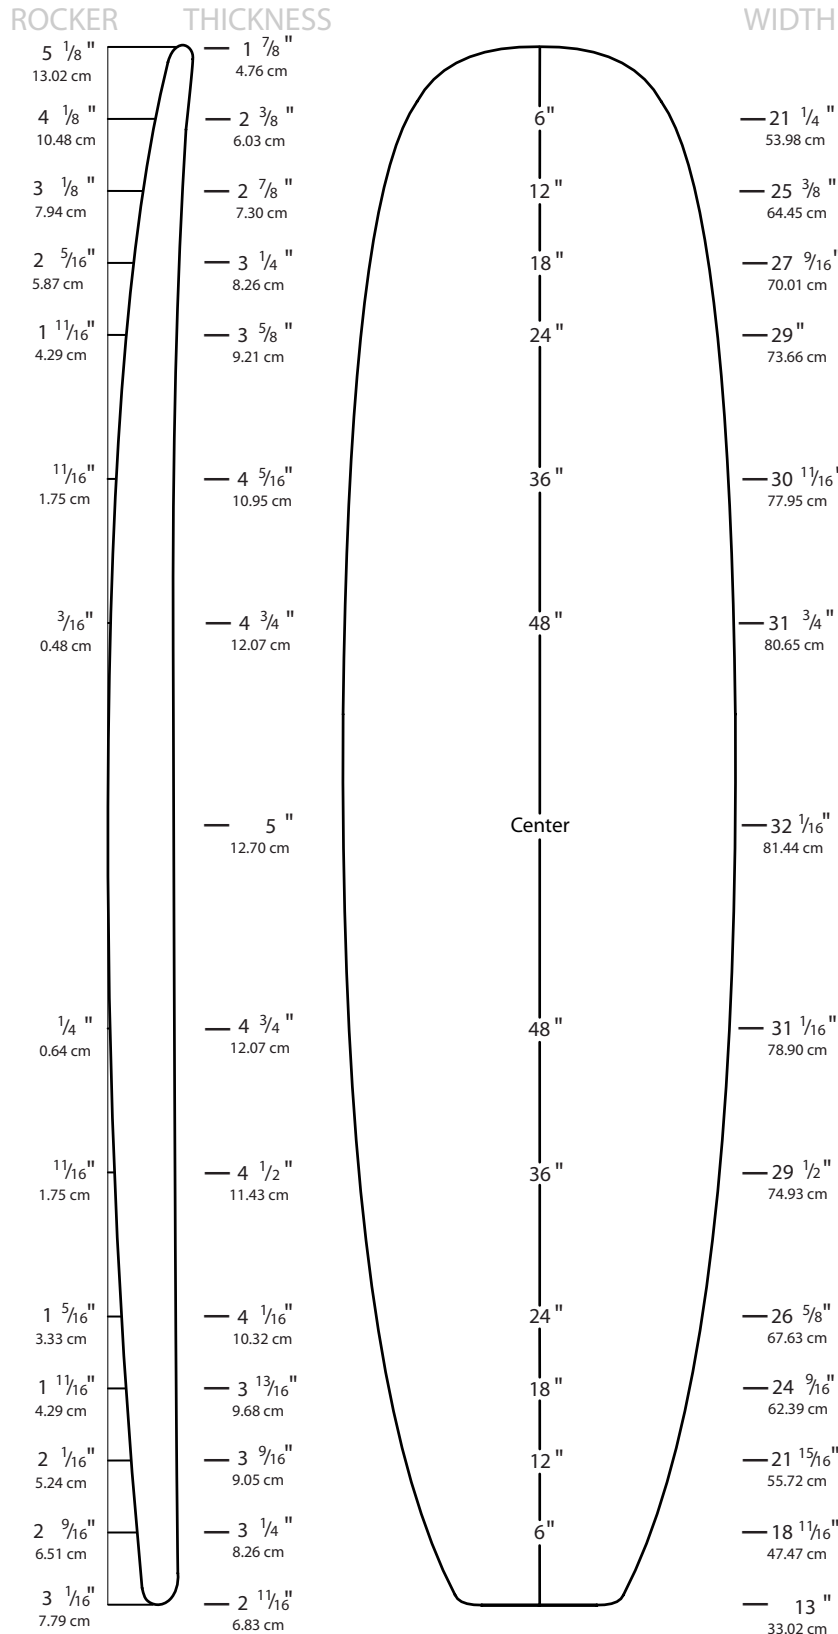 ROCKER THICKNESS WIDTH
5 1/8 " 1 7/8 "
13.02 cm 4.76 cm
4 1/8 " 2 3/8 " 6" 21 1/4 "
10.48 cm 6.03 cm 53.98 cm
3 1/8 " 2 7/8 " 12" 25 3/8 "
7.94 cm 7.30 cm 64.45 cm
2 5/16" 3 1/4 " 18" 27 9/16"
5.87 cm 8.26 cm 70.01 cm
1 11/16" 3 5/8 " 24" 29 "
4.29 cm 9.21 cm 73.66 cm
11/16" 4 5/16" 36" 30 11/16"
1.75 cm 10.95 cm 77.95 cm
3/16" 4 3/4 " 48" 31 3/4 "
0.48 cm 12.07 cm 80.65 cm
5 " Center 32 1/16"
12.70 cm 81.44 cm
1/4 " 4 3/4 " 48" 31 1/16"
0.64 cm 12.07 cm 78.90 cm
11/16" 4 1/2 " 36" 29 1/2 "
1.75 cm 11.43 cm 74.93 cm
1 5/16" 4 1/16" 24" 26 5/8"
3.33 cm 10.32 cm 67.63 cm
1 11/16" 3 13/16" 18" 24 9/16"
4.29 cm 9.68 cm 62.39 cm
2 1/16" 3 9/16" 12" 21 15/16"
5.24 cm 9.05 cm 55.72 cm
2 9/16" 3 1/4 " 6" 18 11/16"
6.51 cm 8.26 cm 47.47 cm
3 1/16" 2 11/16" 13 "
7.79 cm 6.83 cm 33.02 cm